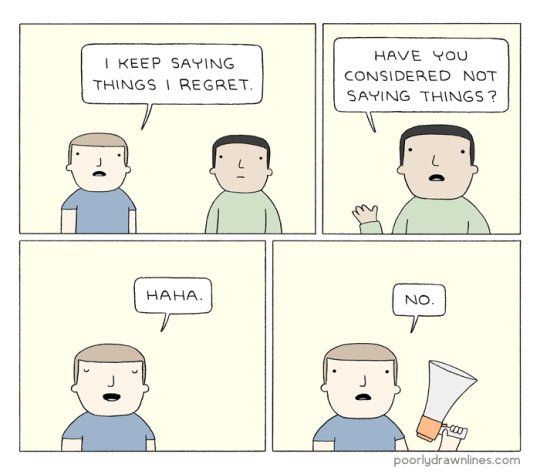 I KEEP SAYING
THINGS I REGRET.
HAVE YOU
CONSIDERED NOT
SAYING THINGS?
HAHA.
NO.
poorlydrawnlines.com